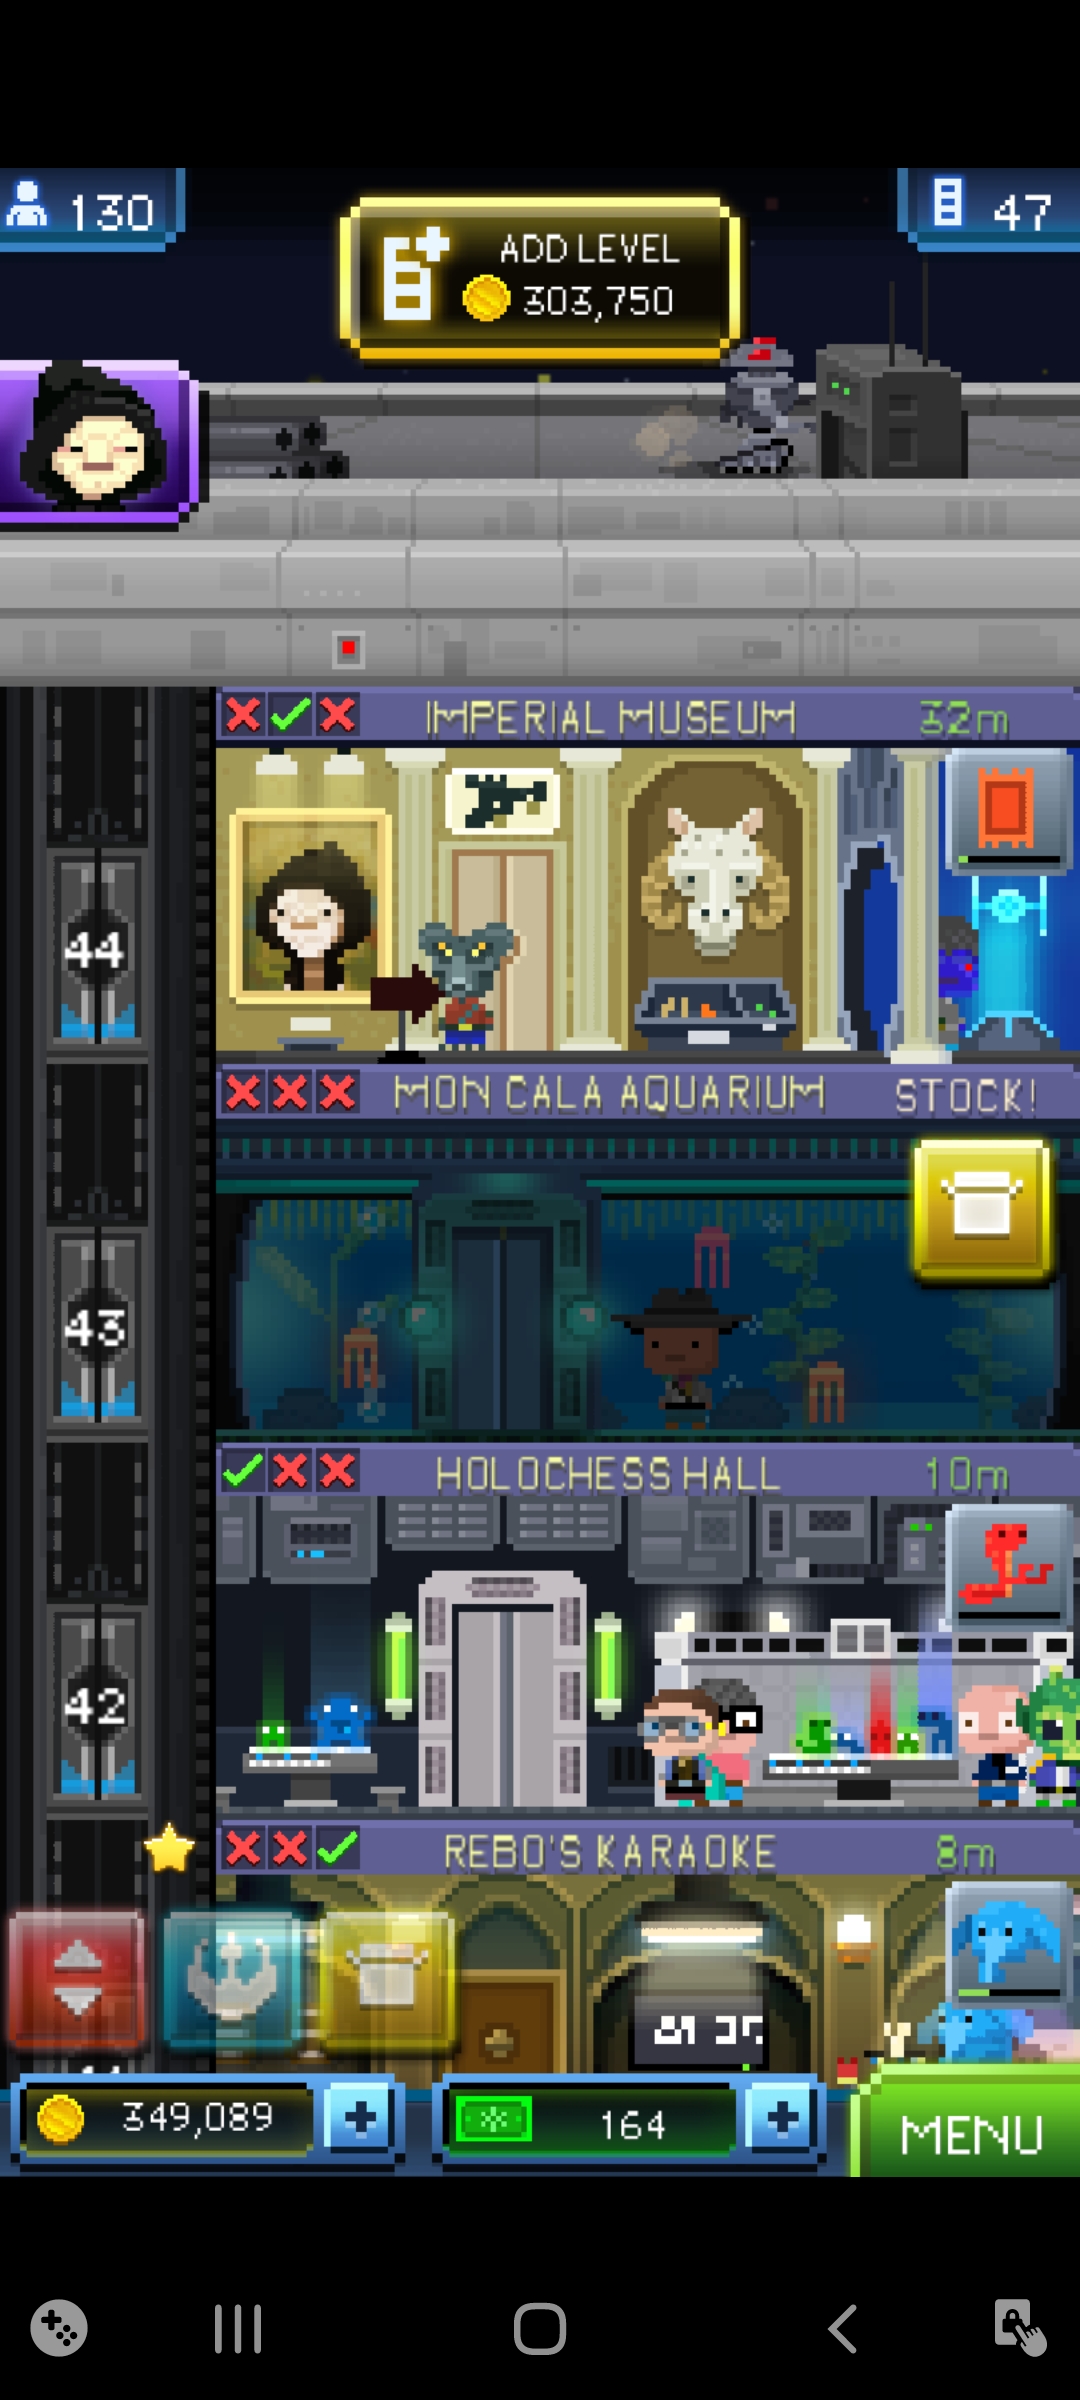 130
ADD LEVEL
303,750
47
IMPERIAL MUSEUM 32m
44
MON CALA AQUARIUM STOCK!
43
HOLOCHESS HALL 10m
42
REBO'S KARAOKE 8m
349,089
164
MENU